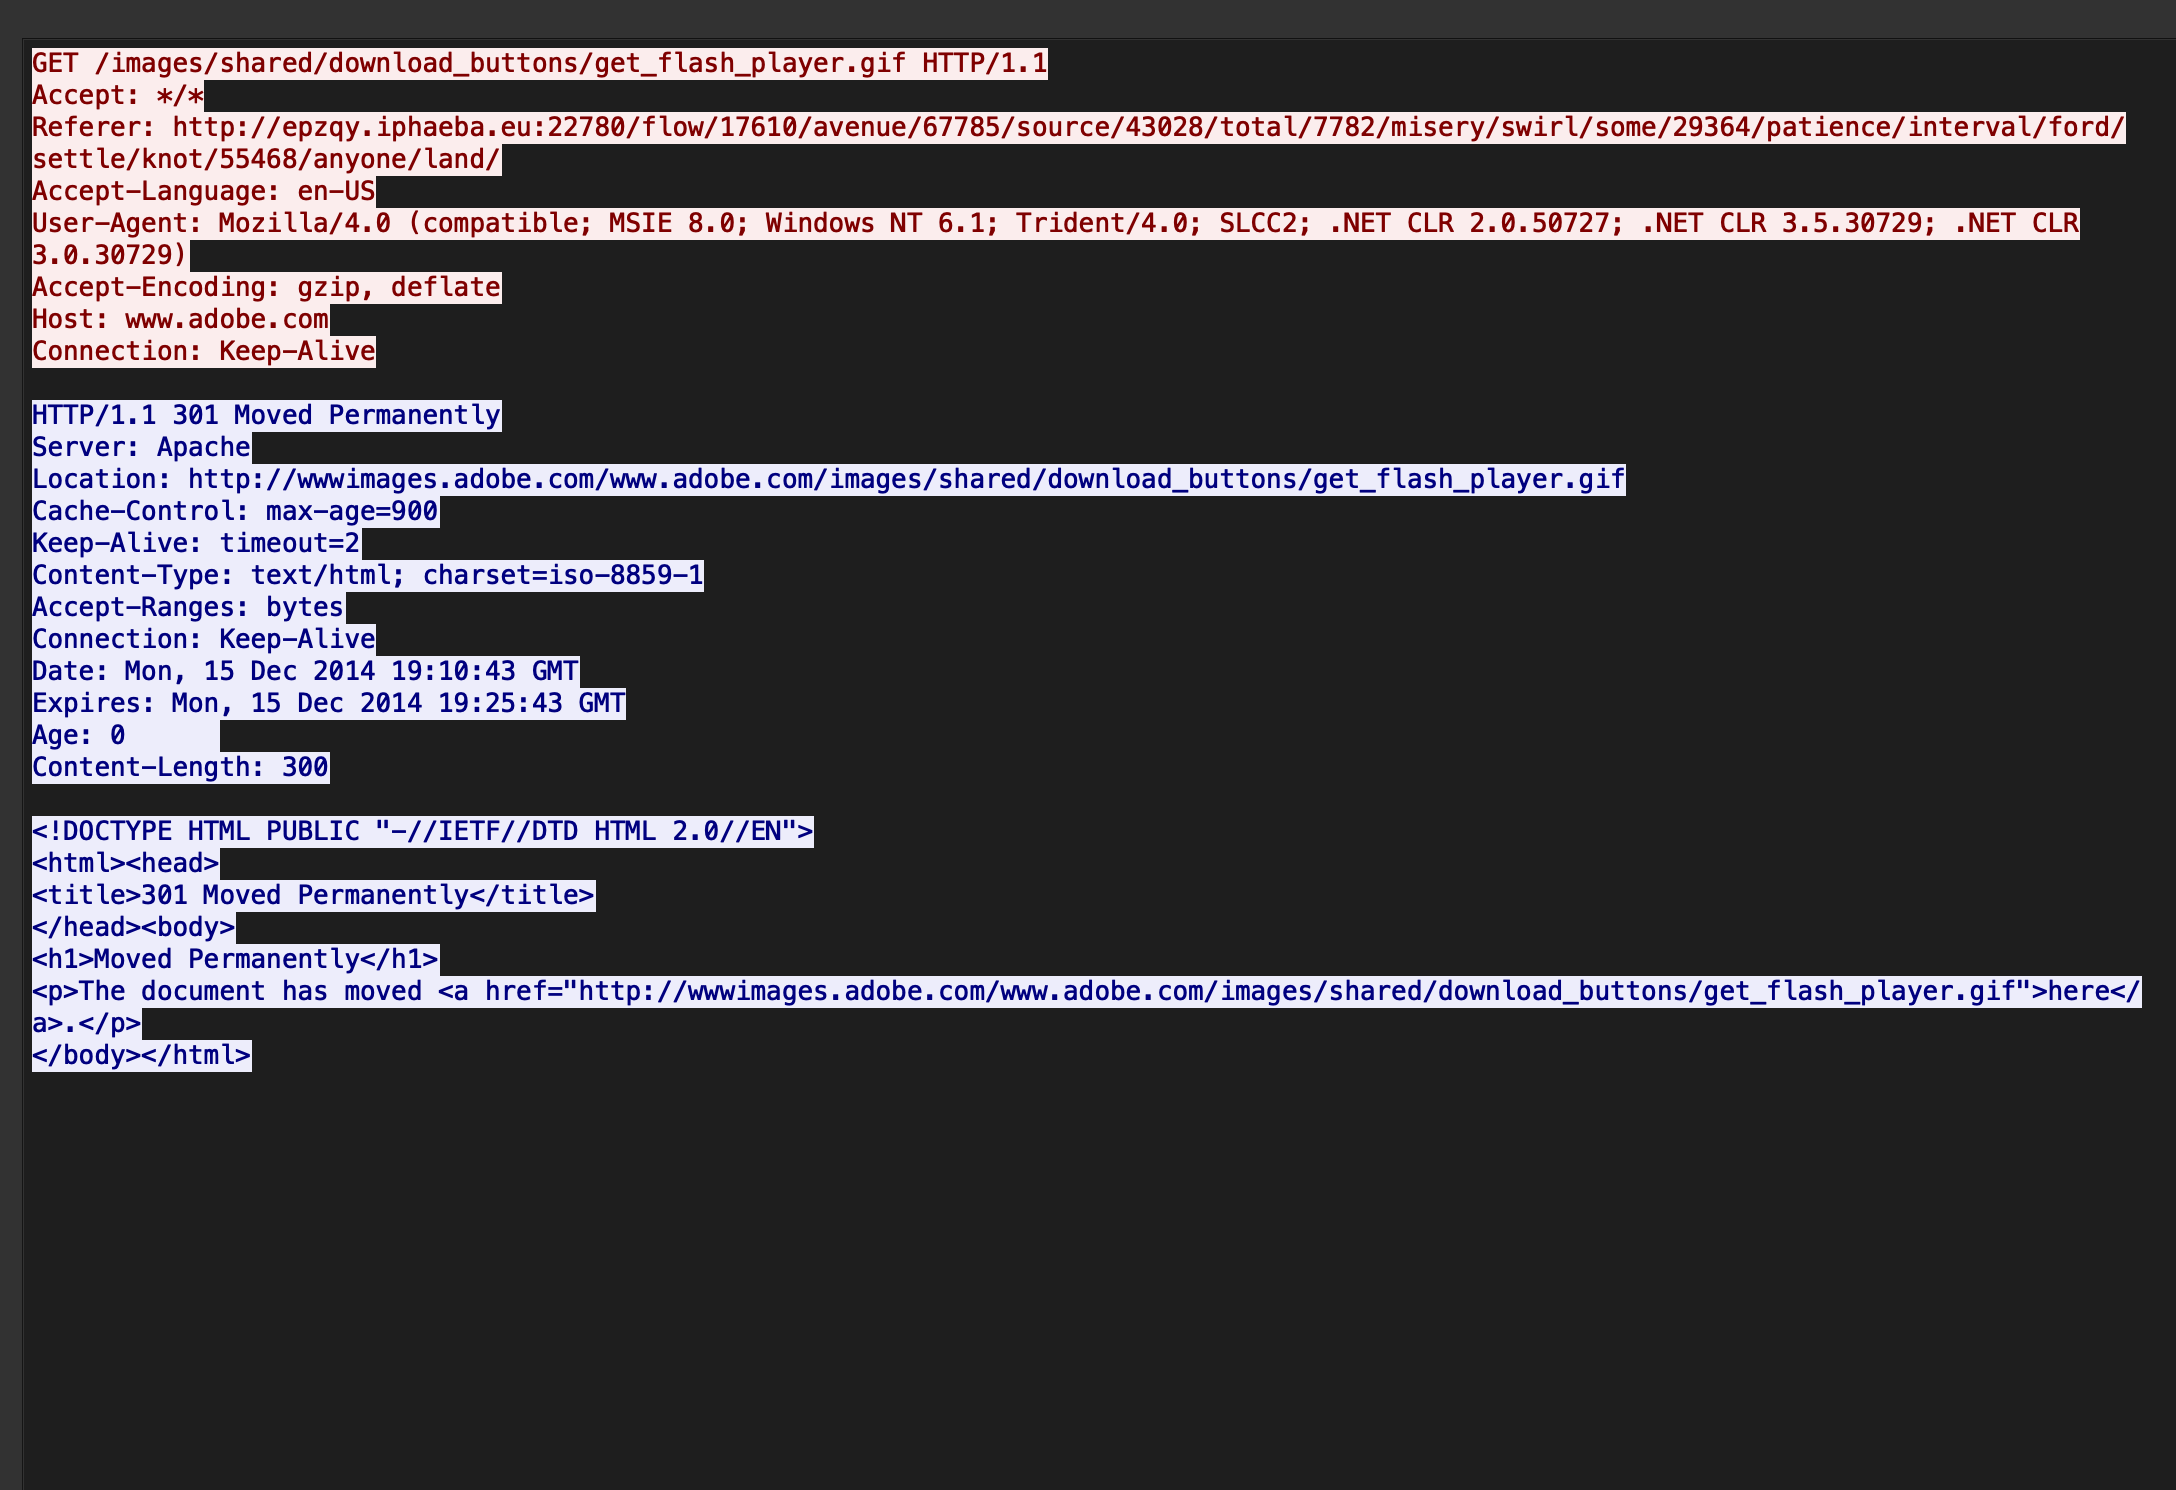 GET /images/shared/download_buttons/get_flash_player.gif HTTP/1.1
Accept: */*
Referer: http://epzqy.iphaeba.eu:22780/flow/17610/avenue/67785/source/43028/total/7782/misery/swirl/some/29364/patience/interval/ford/
settle/knot/55468/anyone/land/
Accept-Language: en-US
User-Agent: Mozilla/4.0 (compatible; MSIE 8.0; Windows NT 6.1; Trident/4.0; SLCC2; .NET CLR 2.0.50727; .NET CLR 3.5.30729; .NET CLR
3.0.30729)
Accept-Encoding: gzip, deflate
Host: www.adobe.com
Connection: Keep-Alive

HTTP/1.1 301 Moved Permanently
Server: Apache
Location: http://wwwimages.adobe.com/www.adobe.com/images/shared/download_buttons/get_flash_player.gif
Cache-Control: max-age=900
Keep-Alive: timeout=2
Content-Type: text/html; charset=iso-8859-1
Accept-Ranges: bytes
Connection: Keep-Alive
Date: Mon, 15 Dec 2014 19:10:43 GMT
Expires: Mon, 15 Dec 2014 19:25:43 GMT
Age: 0
Content-Length: 300

<!DOCTYPE HTML PUBLIC "-//IETF//DTD HTML 2.0//EN">
<html><head>
<title>301 Moved Permanently</title>
</head><body>
<h1>Moved Permanently</h1>
<p>The document has moved <a href="http://wwwimages.adobe.com/www.adobe.com/images/shared/download_buttons/get_flash_player.gif">here</
a>.</p>
</body></html>